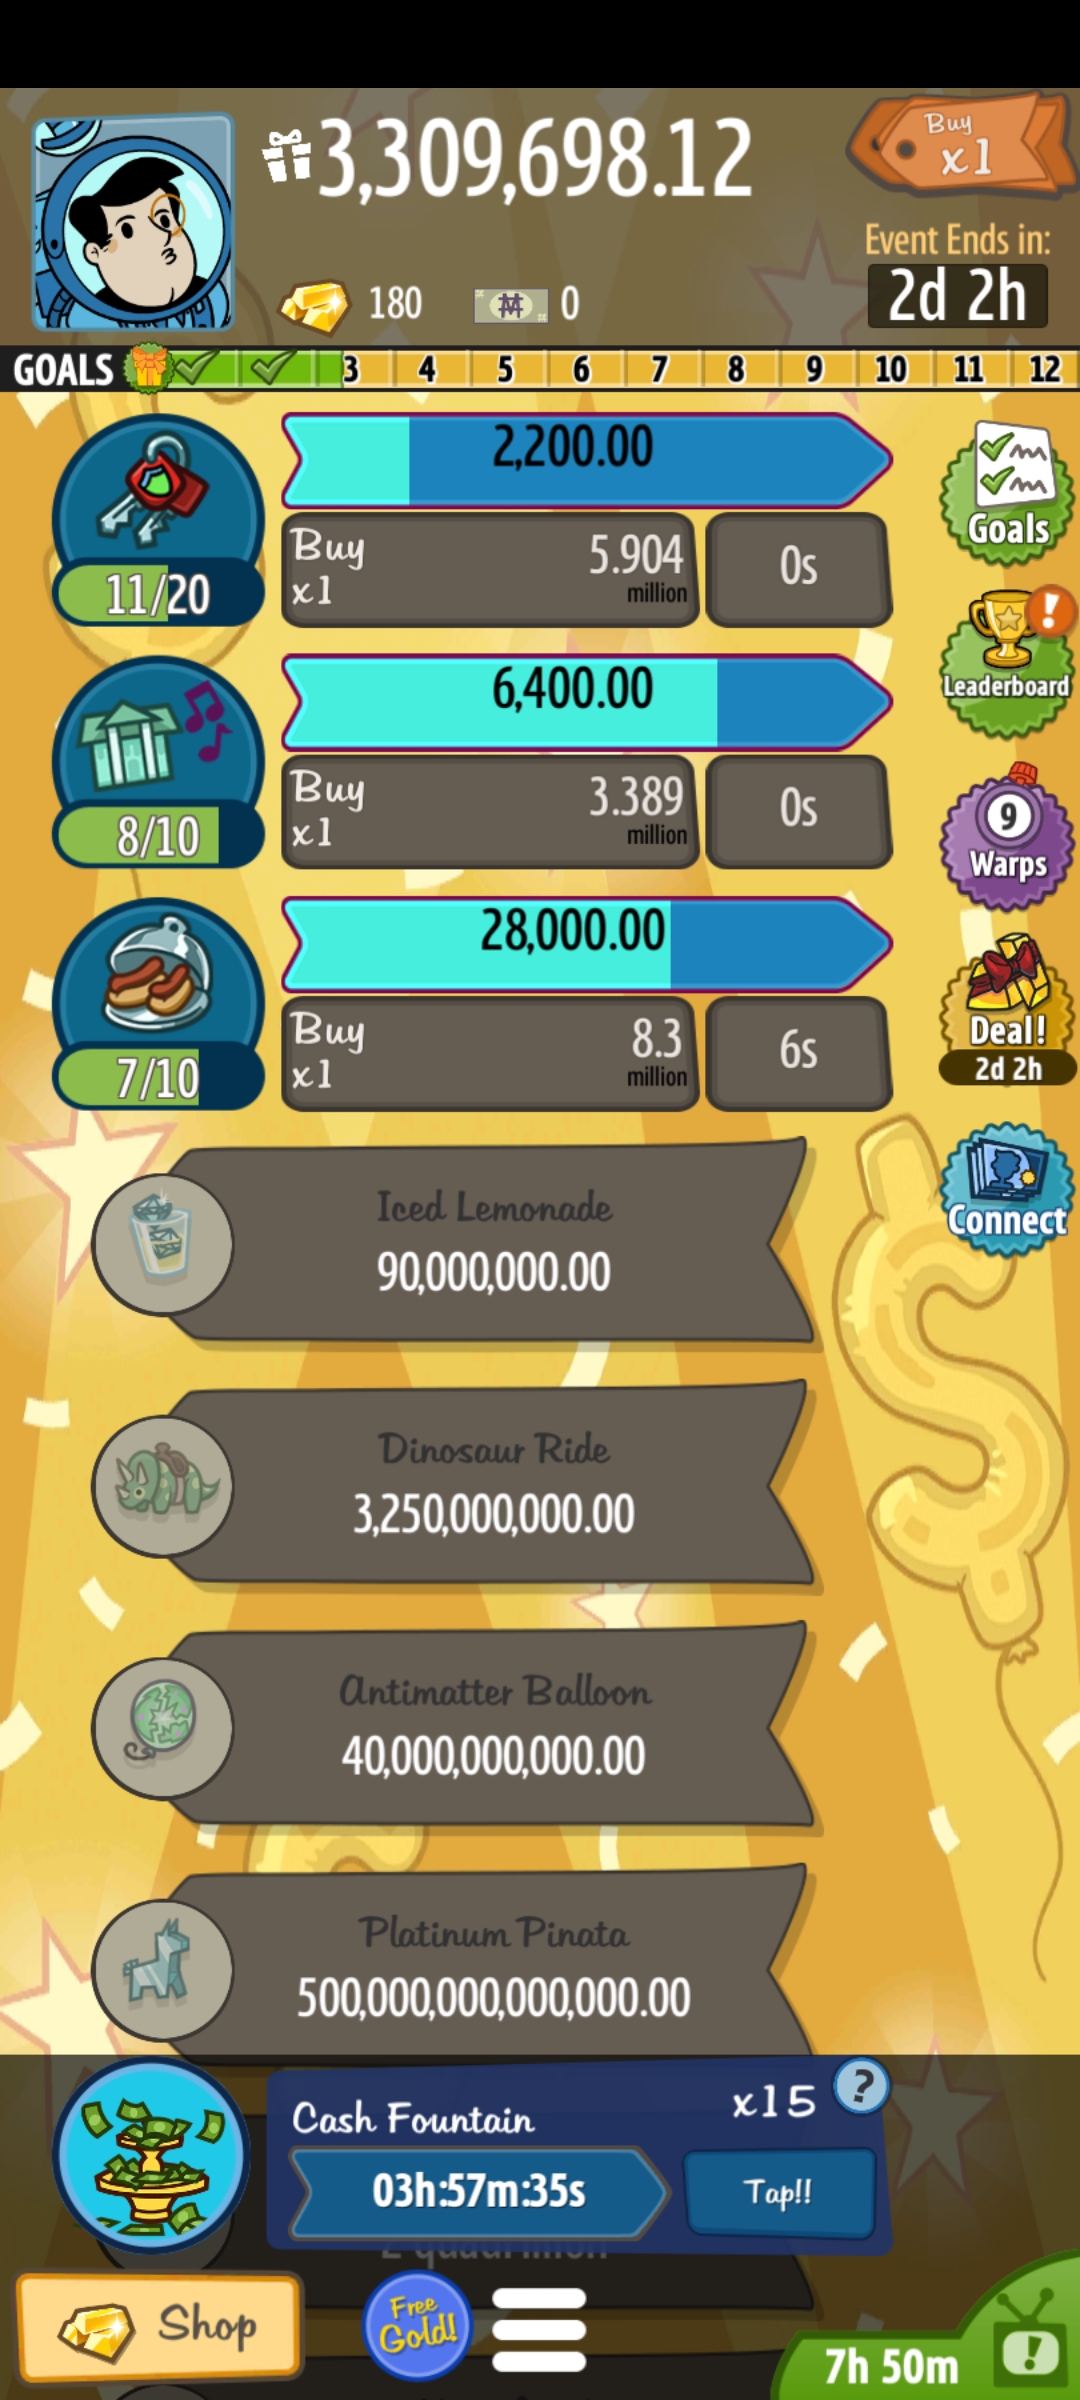 3,309,698.12
Buy
x1
Event Ends in:
2d 2h
180
0
GOALS 3 4 5 6 7 8 9 10 11 12
2,200.00
Buy
x1
5.904
million
0s
11/20
Goals
6,400.00
Buy
x1
3.389
million
0s
8/10
Leaderboard
28,000.00
Buy
x1
8.3
million
6s
7/10
9
Warps
Deal!
2d 2h
Connect
Iced Lemonade
90,000,000.00
Dinosaur Ride
3,250,000,000.00
Antimatter Balloon
40,000,000,000.00
Platinum Pinata
500,000,000,000,000.00
Cash Fountain
x15
?
03h:57m:35s
Tap!!
Shop
Free
Gold!
7h 50m